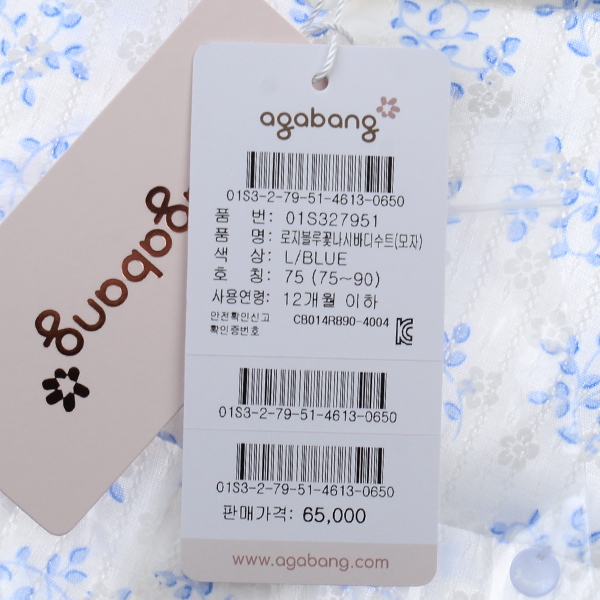 agabang
agabang
01S3-2-79-51-4613-0650
품 번: 01S327951
품 명: 로지블루꽃나시바디수트(모자)
색 상: L/BLUE
호 칭: 75 (75~90)
사용연령: 12개월 이하
안전확인신고
확인증번호 CB014R890-4004
01S3-2-79-51-4613-0650
01S3-2-79-51-4613-0650
판매가격: 65,000
www.agabang.com